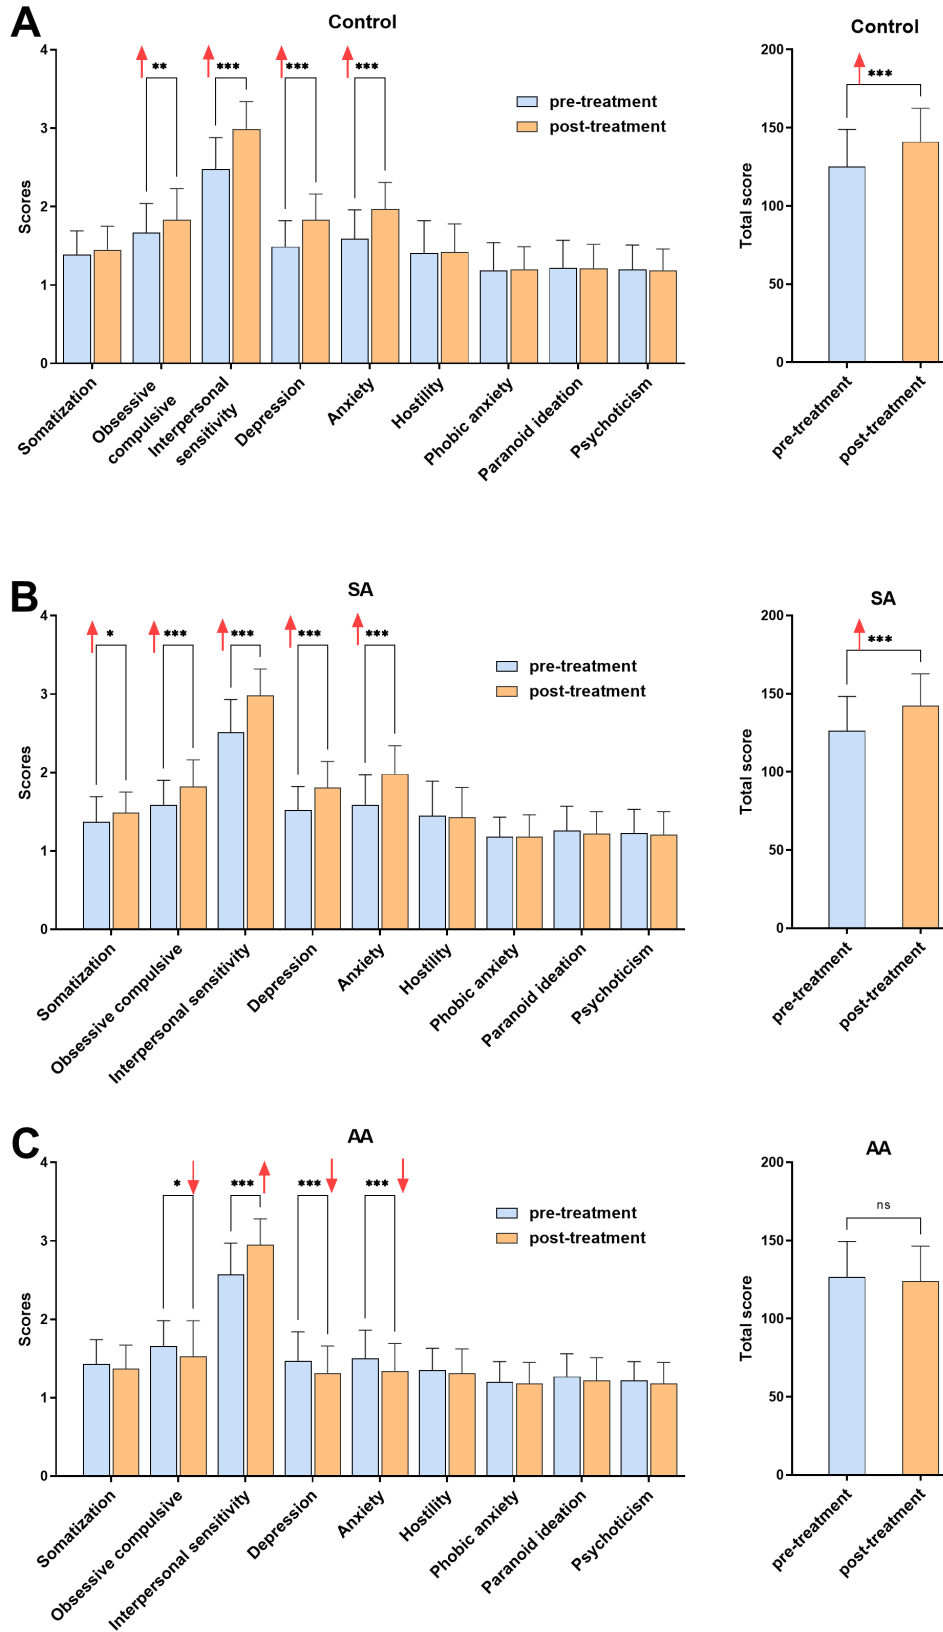 A
Control
Control
4
3
2
1
0
Scores
** *** *** ***
pre-treatment
post-treatment
Somatization
Obsessive
compulsive
Interpersonal
sensitivity
Depression
Anxiety
Hostility
Phobic anxiety
Paranoid ideation
Psychoticism
200
150
100
50
0
Total score
***
pre-treatment
post-treatment
B
SA
SA
4
3
2
1
0
Scores
* *** *** *** ***
pre-treatment
post-treatment
Somatization
Obsessive compulsive
Interpersonal sensitivity
Depression
Anxiety
Hostility
Phobic anxiety
Paranoid ideation
Psychoticism
200
150
100
50
0
Total score
***
pre-treatment
post-treatment
C
AA
AA
4
3
2
1
0
Scores
* *** *** ***
pre-treatment
post-treatment
Somatization
Obsessive compulsive
Interpersonal sensitivity
Depression
Anxiety
Hostility
Phobic anxiety
Paranoid ideation
Psychoticism
200
150
100
50
0
Total score
ns
pre-treatment
post-treatment